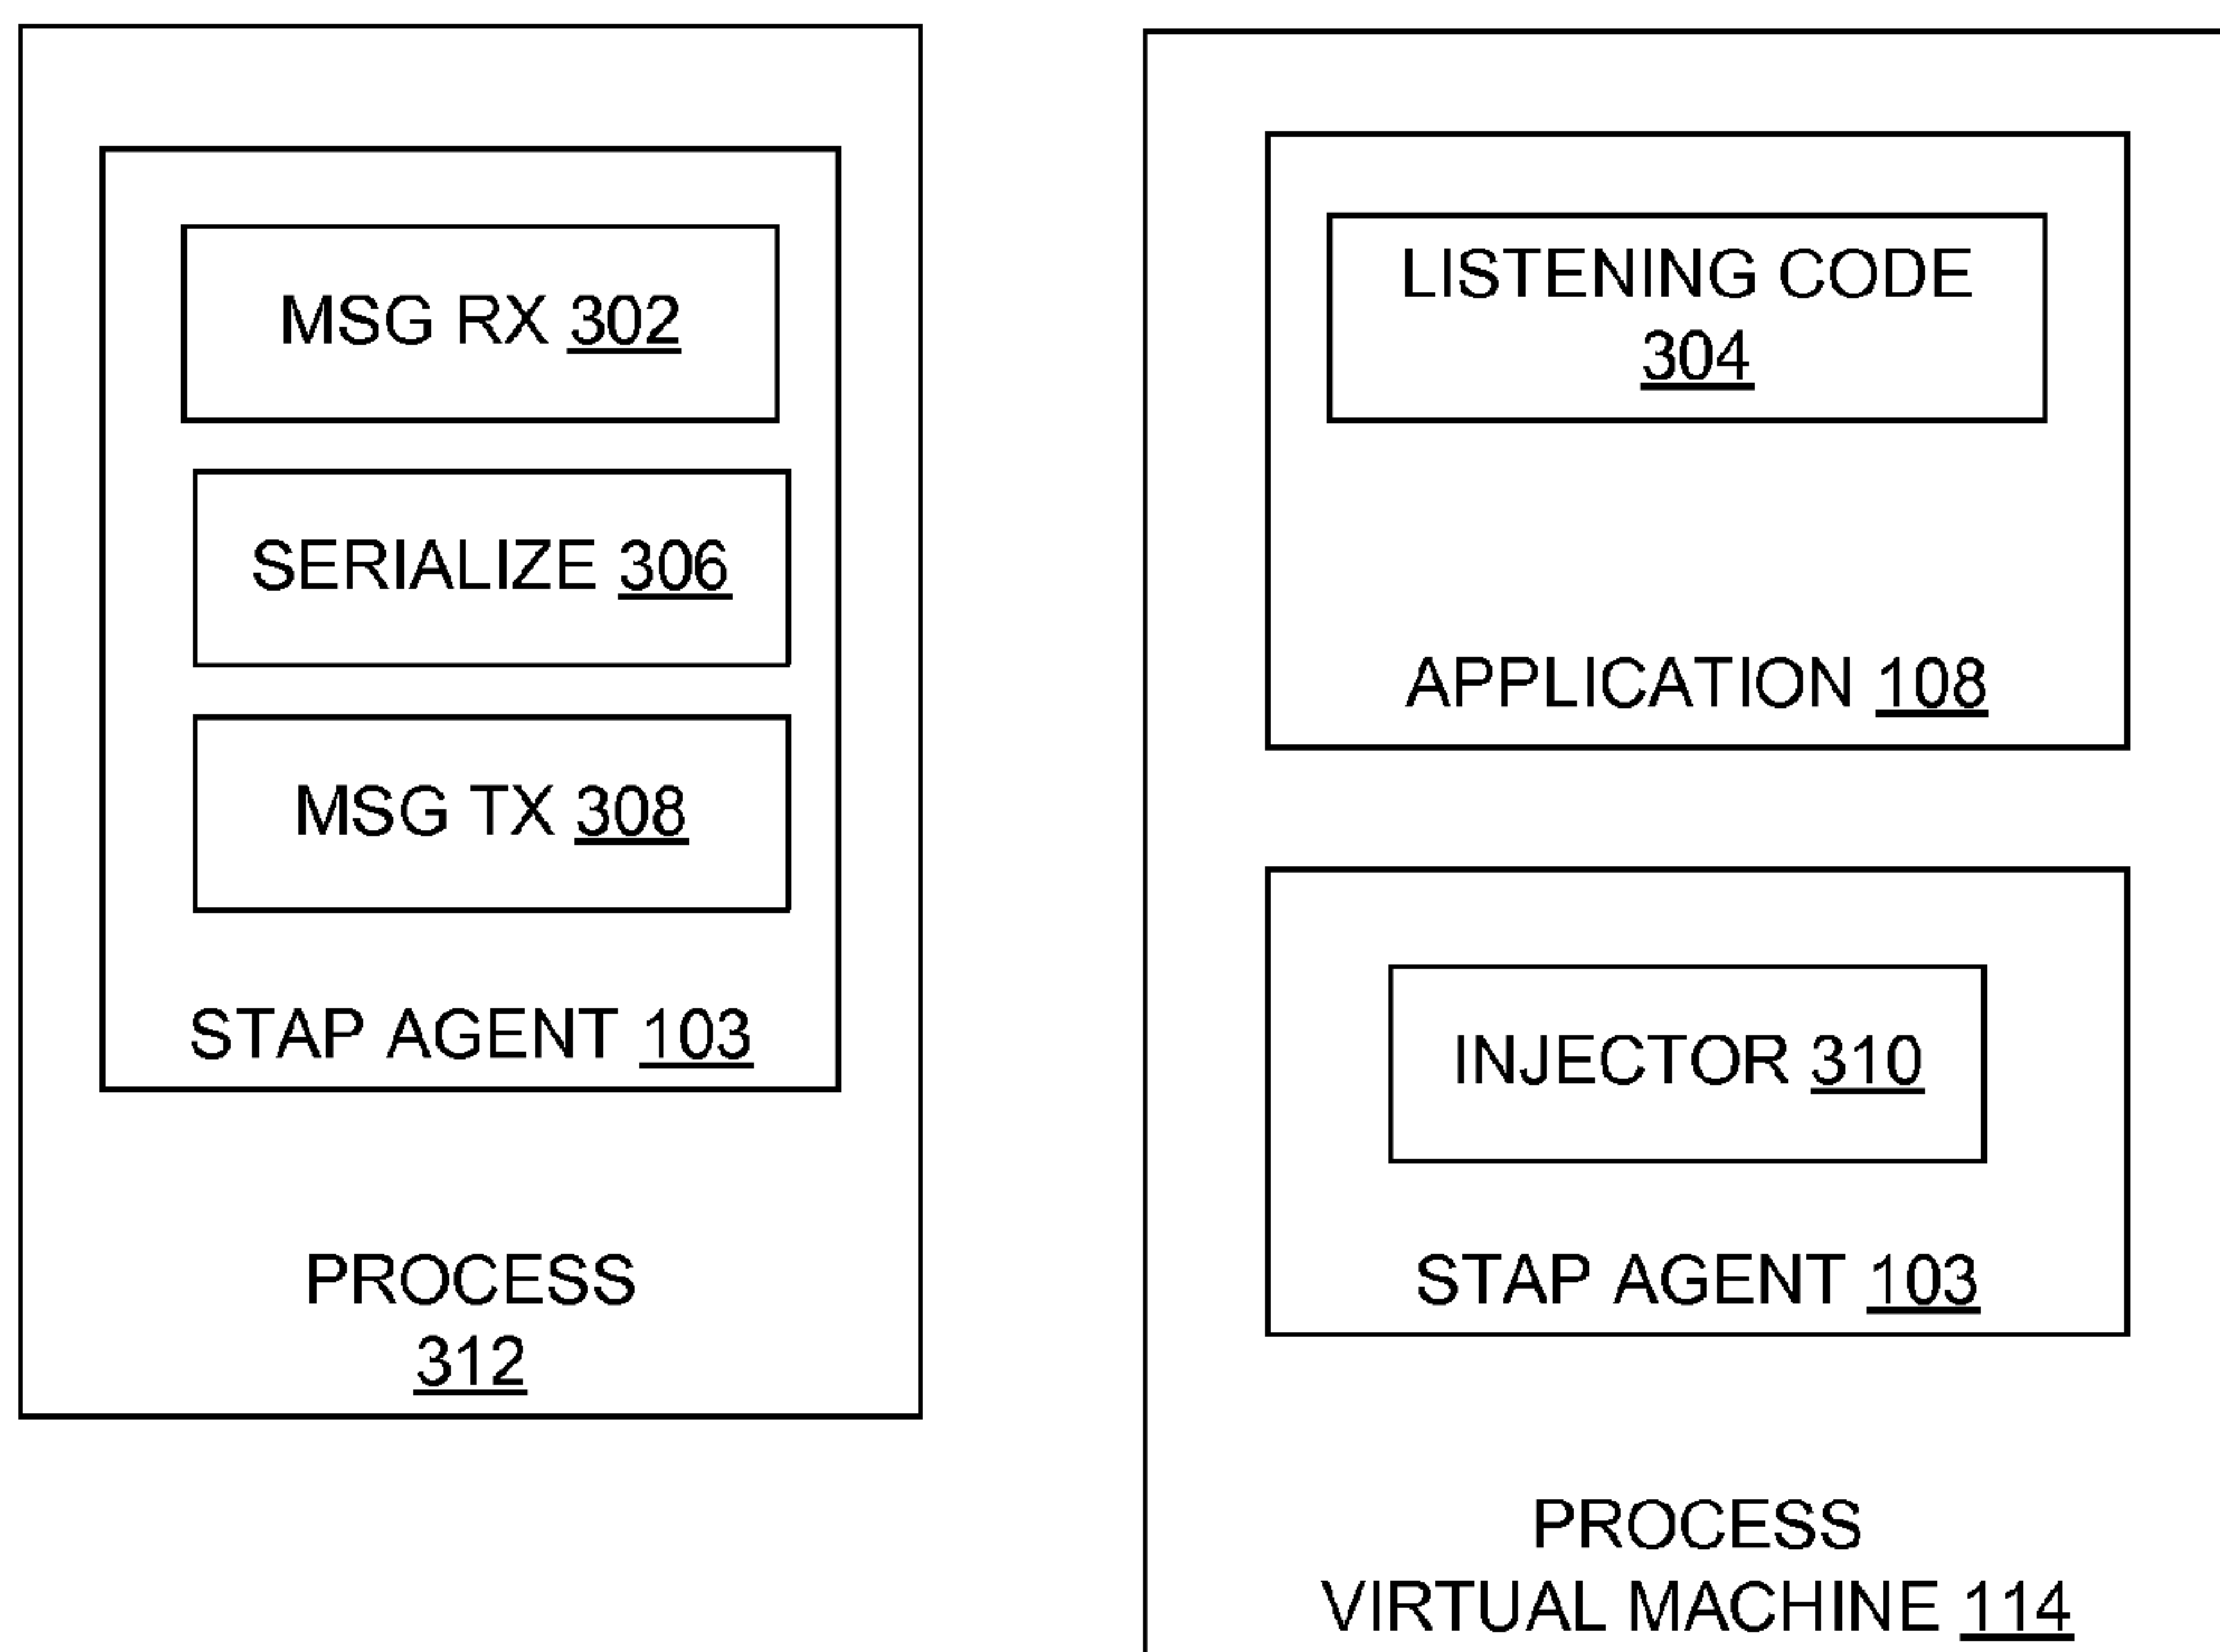 MSG RX 302
SERIALIZE 306
MSG TX 308
STAP AGENT 103
PROCESS
312
LISTENING CODE
304
APPLICATION 108
INJECTOR 310
STAP AGENT 103
PROCESS
VIRTUAL MACHINE 114